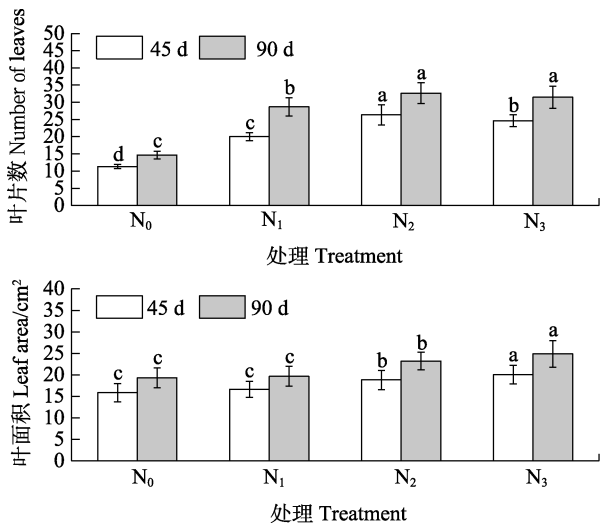 叶片数 Number of leaves
50
45
40
35
30
25
20
15
10
5
0
45 d 90 d
d c c b a a b a
N₀ N₁ N₂ N₃
处理 Treatment
叶面积 Leaf area/cm²
40
35
30
25
20
15
10
5
0
45 d 90 d
c c c c b b a a
N₀ N₁ N₂ N₃
处理 Treatment